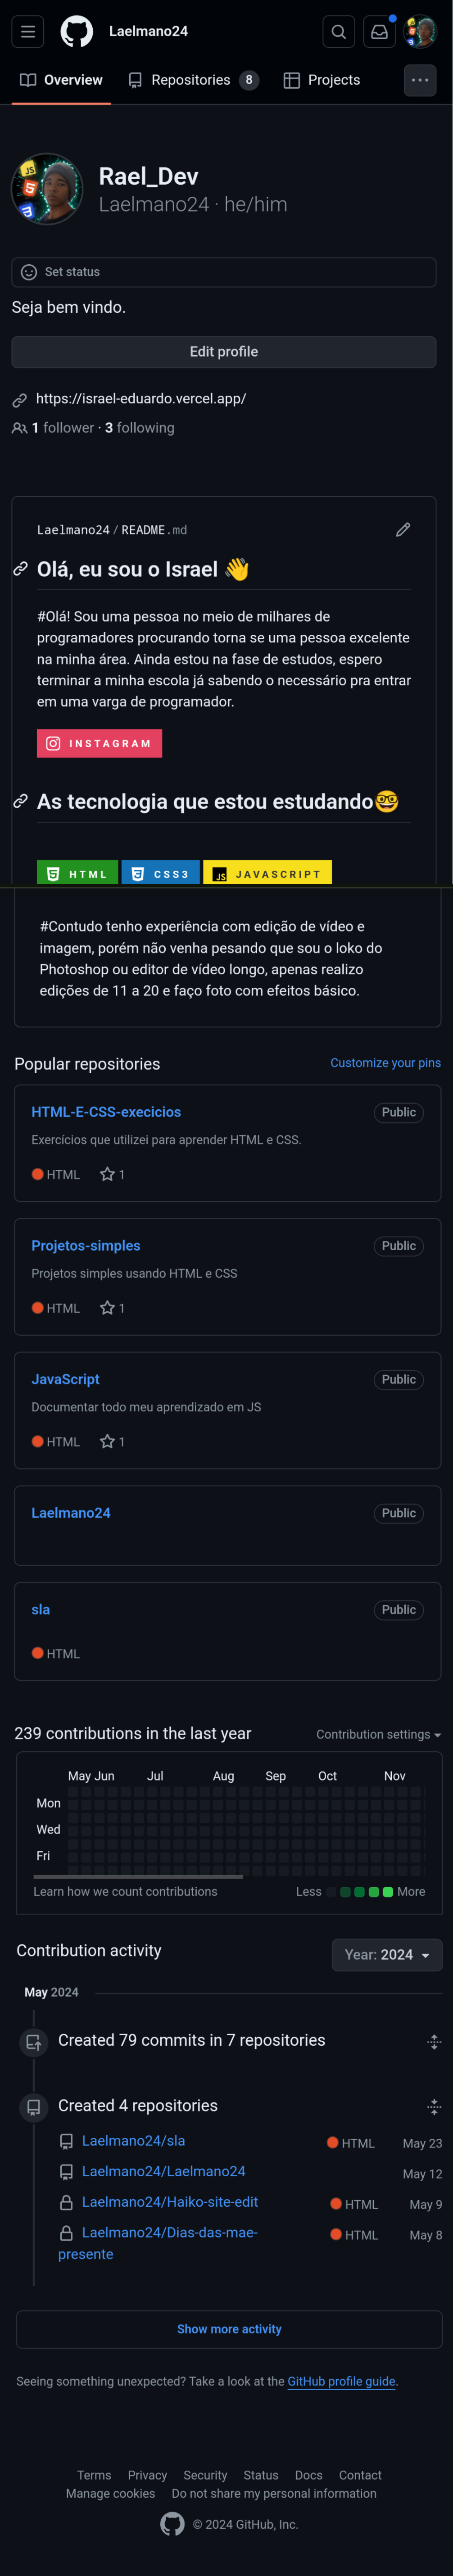 Laelmano24
Overview
Repositories 8
Projects
JS
Rael_Dev
Laelmano24 · he/him
Set status
Seja bem vindo.
Edit profile
https://israel-eduardo.vercel.app/
1 follower · 3 following
Laelmano24 / README.md
Olá, eu sou o Israel 👋
#Olá! Sou uma pessoa no meio de milhares de
programadores procurando torna se uma pessoa excelente
na minha área. Ainda estou na fase de estudos, espero
terminar a minha escola já sabendo o necessário pra entrar
em uma varga de programador.
INSTAGRAM
As tecnologia que estou estudando🤓
HTML
CSS3
JS JAVASCRIPT
#Contudo tenho experiência com edição de vídeo e
imagem, porém não venha pesando que sou o loko do
Photoshop ou editor de vídeo longo, apenas realizo
edições de 11 a 20 e faço foto com efeitos básico.
Popular repositories
Customize your pins
HTML-E-CSS-execicios
Public
Exercícios que utilizei para aprender HTML e CSS.
HTML 1
Projetos-simples
Public
Projetos simples usando HTML e CSS
HTML 1
JavaScript
Public
Documentar todo meu aprendizado em JS
HTML 1
Laelmano24
Public
sla
Public
HTML
239 contributions in the last year
Contribution settings
May Jun Jul Aug Sep Oct Nov
Mon
Wed
Fri
Learn how we count contributions
Less More
Contribution activity
Year: 2024
May 2024
Created 79 commits in 7 repositories
Created 4 repositories
Laelmano24/sla HTML May 23
Laelmano24/Laelmano24 May 12
Laelmano24/Haiko-site-edit HTML May 9
Laelmano24/Dias-das-mae- HTML May 8
presente
Show more activity
Seeing something unexpected? Take a look at the GitHub profile guide.
Terms Privacy Security Status Docs Contact
Manage cookies Do not share my personal information
© 2024 GitHub, Inc.